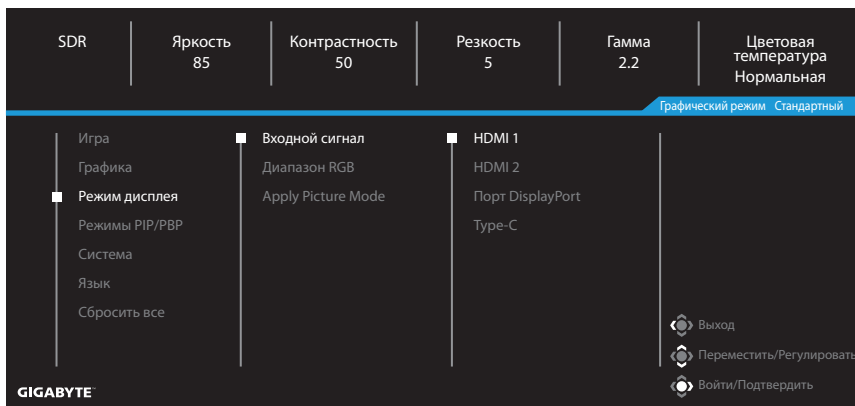 SDR
Яркость
85
Контрастность
50
Резкость
5
Гамма
2.2
Цветовая
температура
Нормальная
Графический режим Стандартный
Игра
Графика
Режим дисплея
Режимы PIP/PBP
Система
Язык
Сбросить все
Входной сигнал
Диапазон RGB
Apply Picture Mode
HDMI 1
HDMI 2
Порт DisplayPort
Type-C
Выход
Переместить/Регулировать
Войти/Подтвердить
GIGABYTE™